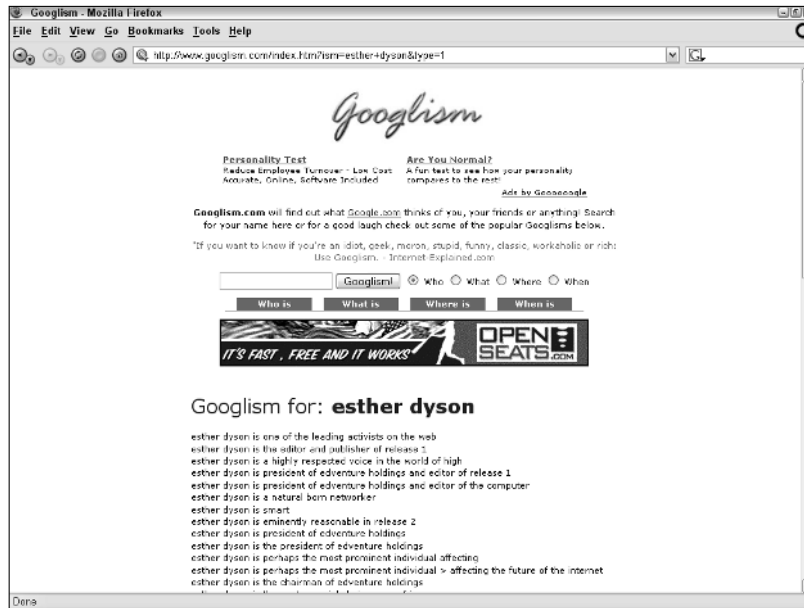 Googlism - Mozilla Firefox
File Edit View Go Bookmarks Tools Help
http://www.googlism.com/index.htm?ism=esther+dyson&type=1
Googlism
Personality Test
Reduce Employee Turnover - Low Cost
Accurate, Online, Software Included
Are You Normal?
A fun test to see how your personality
compares to the rest!
Ads by Goooooogle
Googlism.com will find out what Google.com thinks of you, your friends or anything! Search
for your name here or for a good laugh check out some of the popular Googlisms below.
"If you want to know if you're an idiot, geek, moron, stupid, funny, classic, workaholic or rich:
Use Googlism. - Internet-Explained.com
Googlism! Who What Where When
Who is What is Where is When is
IT'S FAST, FREE AND IT WORKS
OPEN
SEATS.COM
Googlism for: esther dyson
esther dyson is one of the leading activists on the web
esther dyson is the editor and publisher of release 1
esther dyson is a highly respected voice in the world of high
esther dyson is president of edventure holdings and editor of release 1
esther dyson is president of edventure holdings and editor of the computer
esther dyson is a natural born networker
esther dyson is smart
esther dyson is eminently reasonable in release 2
esther dyson is president of edventure holdings
esther dyson is the president of edventure holdings
esther dyson is perhaps the most prominent individual affecting
esther dyson is perhaps the most prominent individual > affecting the future of the internet
esther dyson is the chairman of edventure holdings
Done